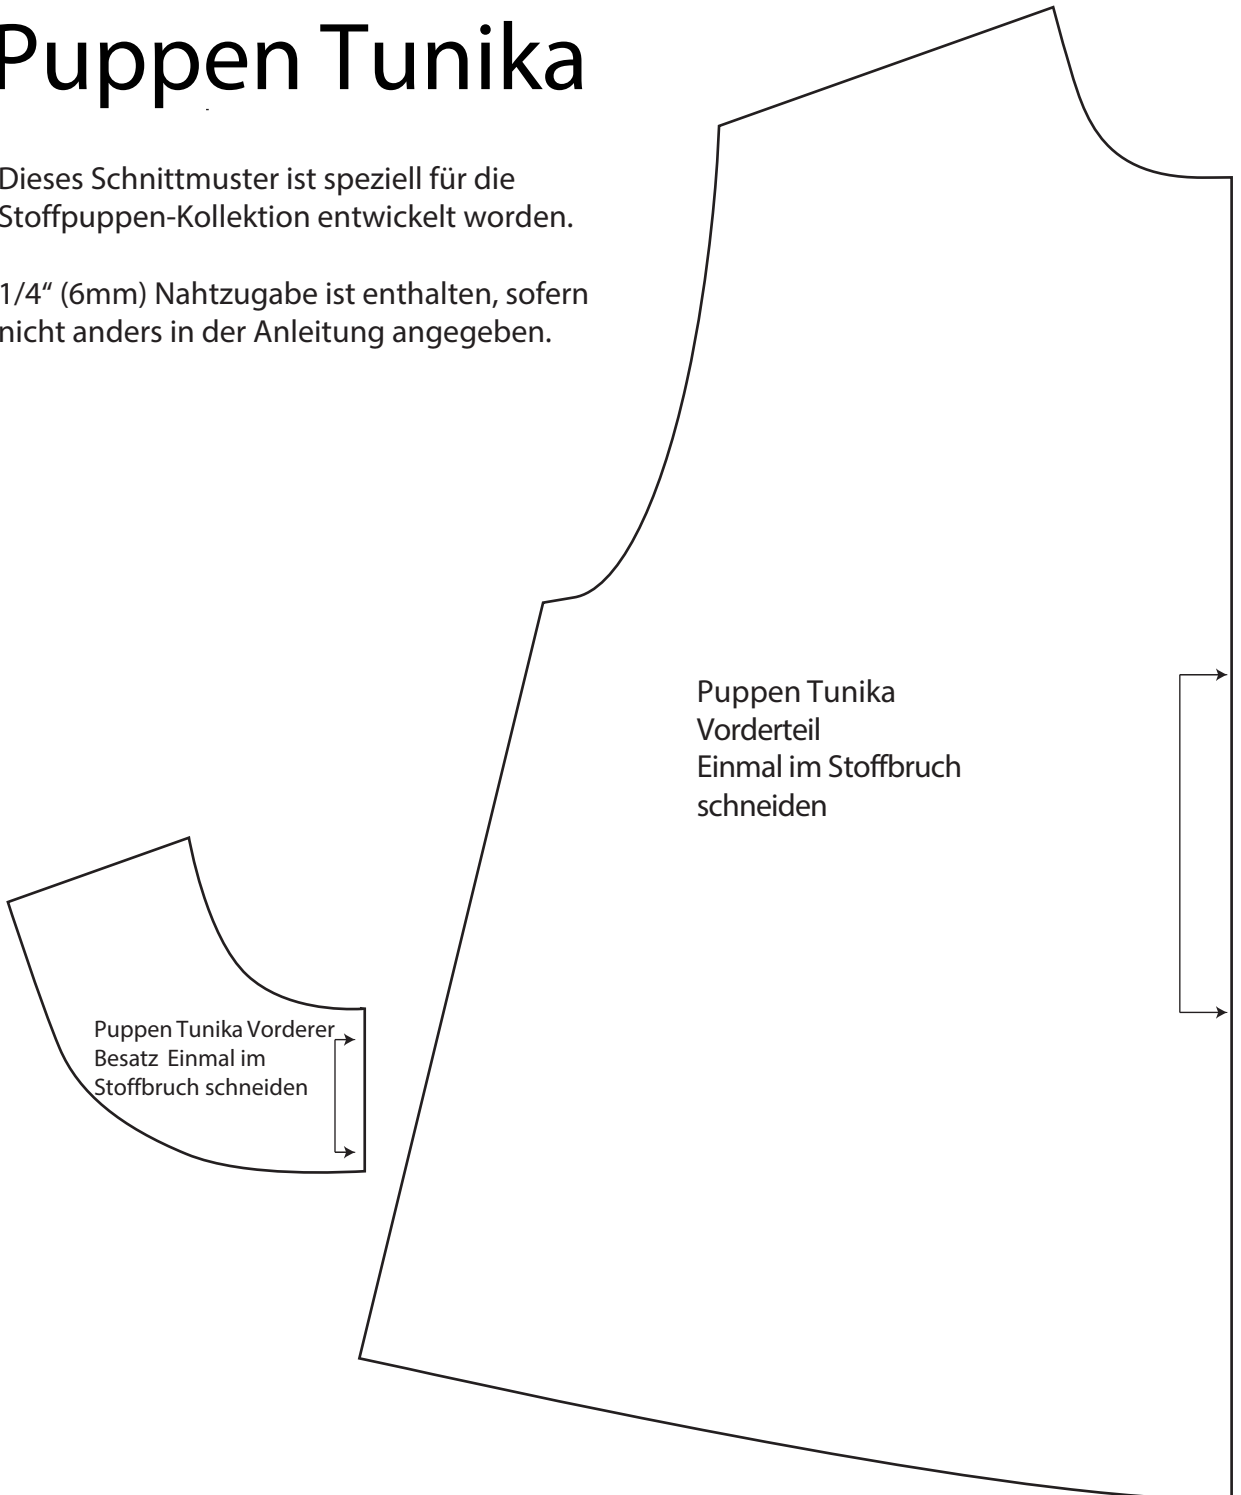 Puppen Tunika
Dieses Schnittmuster ist speziell für die
Stoffpuppen-Kollektion entwickelt worden.
1/4“ (6mm) Nahtzugabe ist enthalten, sofern
nicht anders in der Anleitung angegeben.
Puppen Tunika
Vorderteil
Einmal im Stoffbruch
schneiden
Puppen Tunika Vorderer
Besatz Einmal im
Stoffbruch schneiden